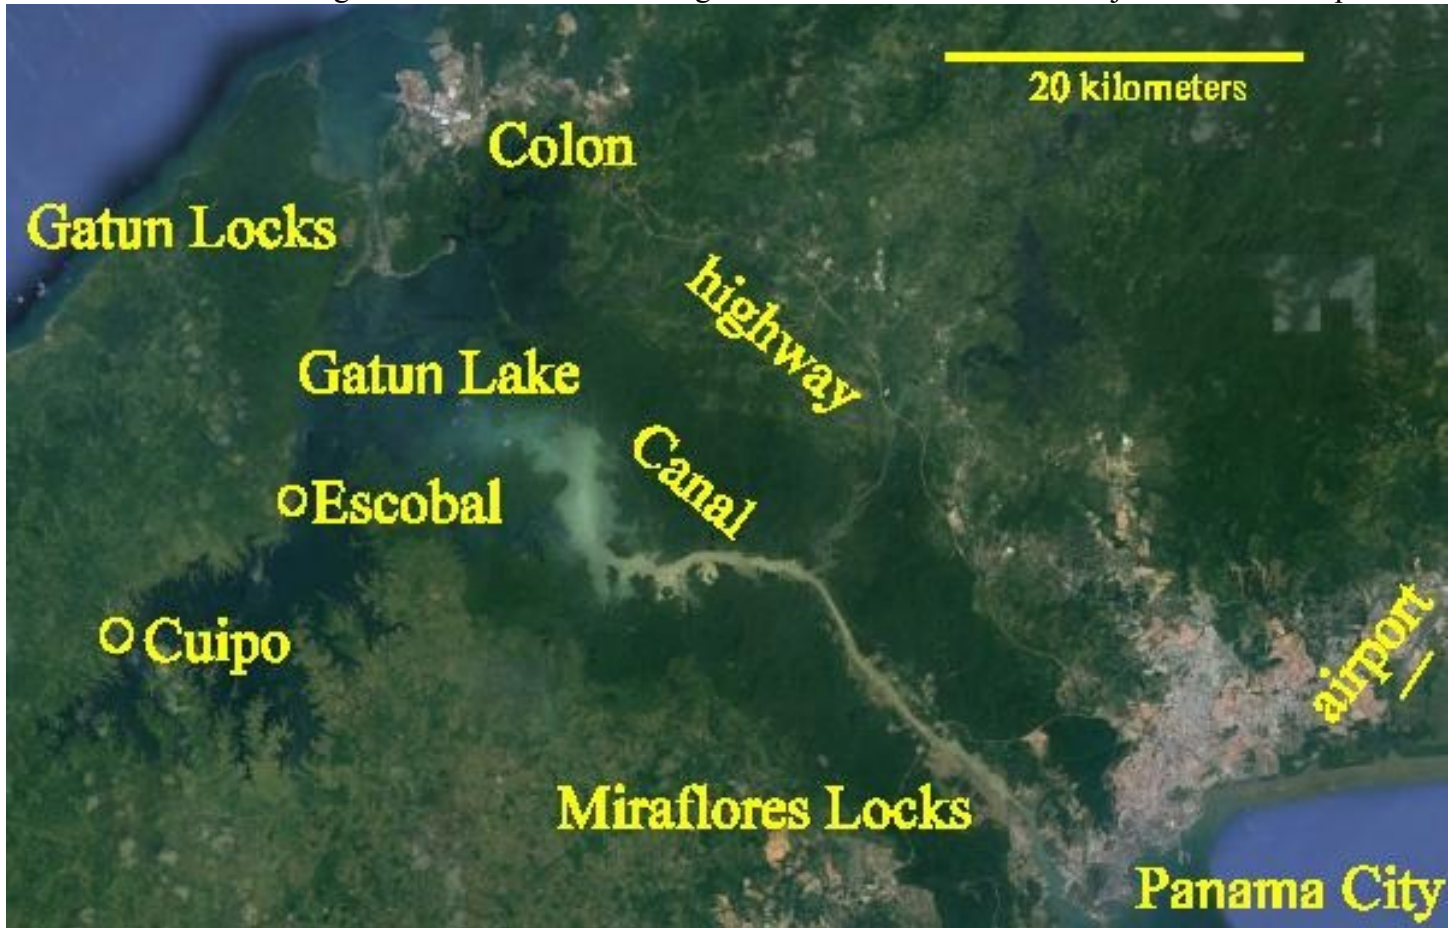 20 kilometers
Colon
Gatun Locks
highway
Gatun Lake
Canal
Escobal
Cuipo
airport
Miraflores Locks
Panama City